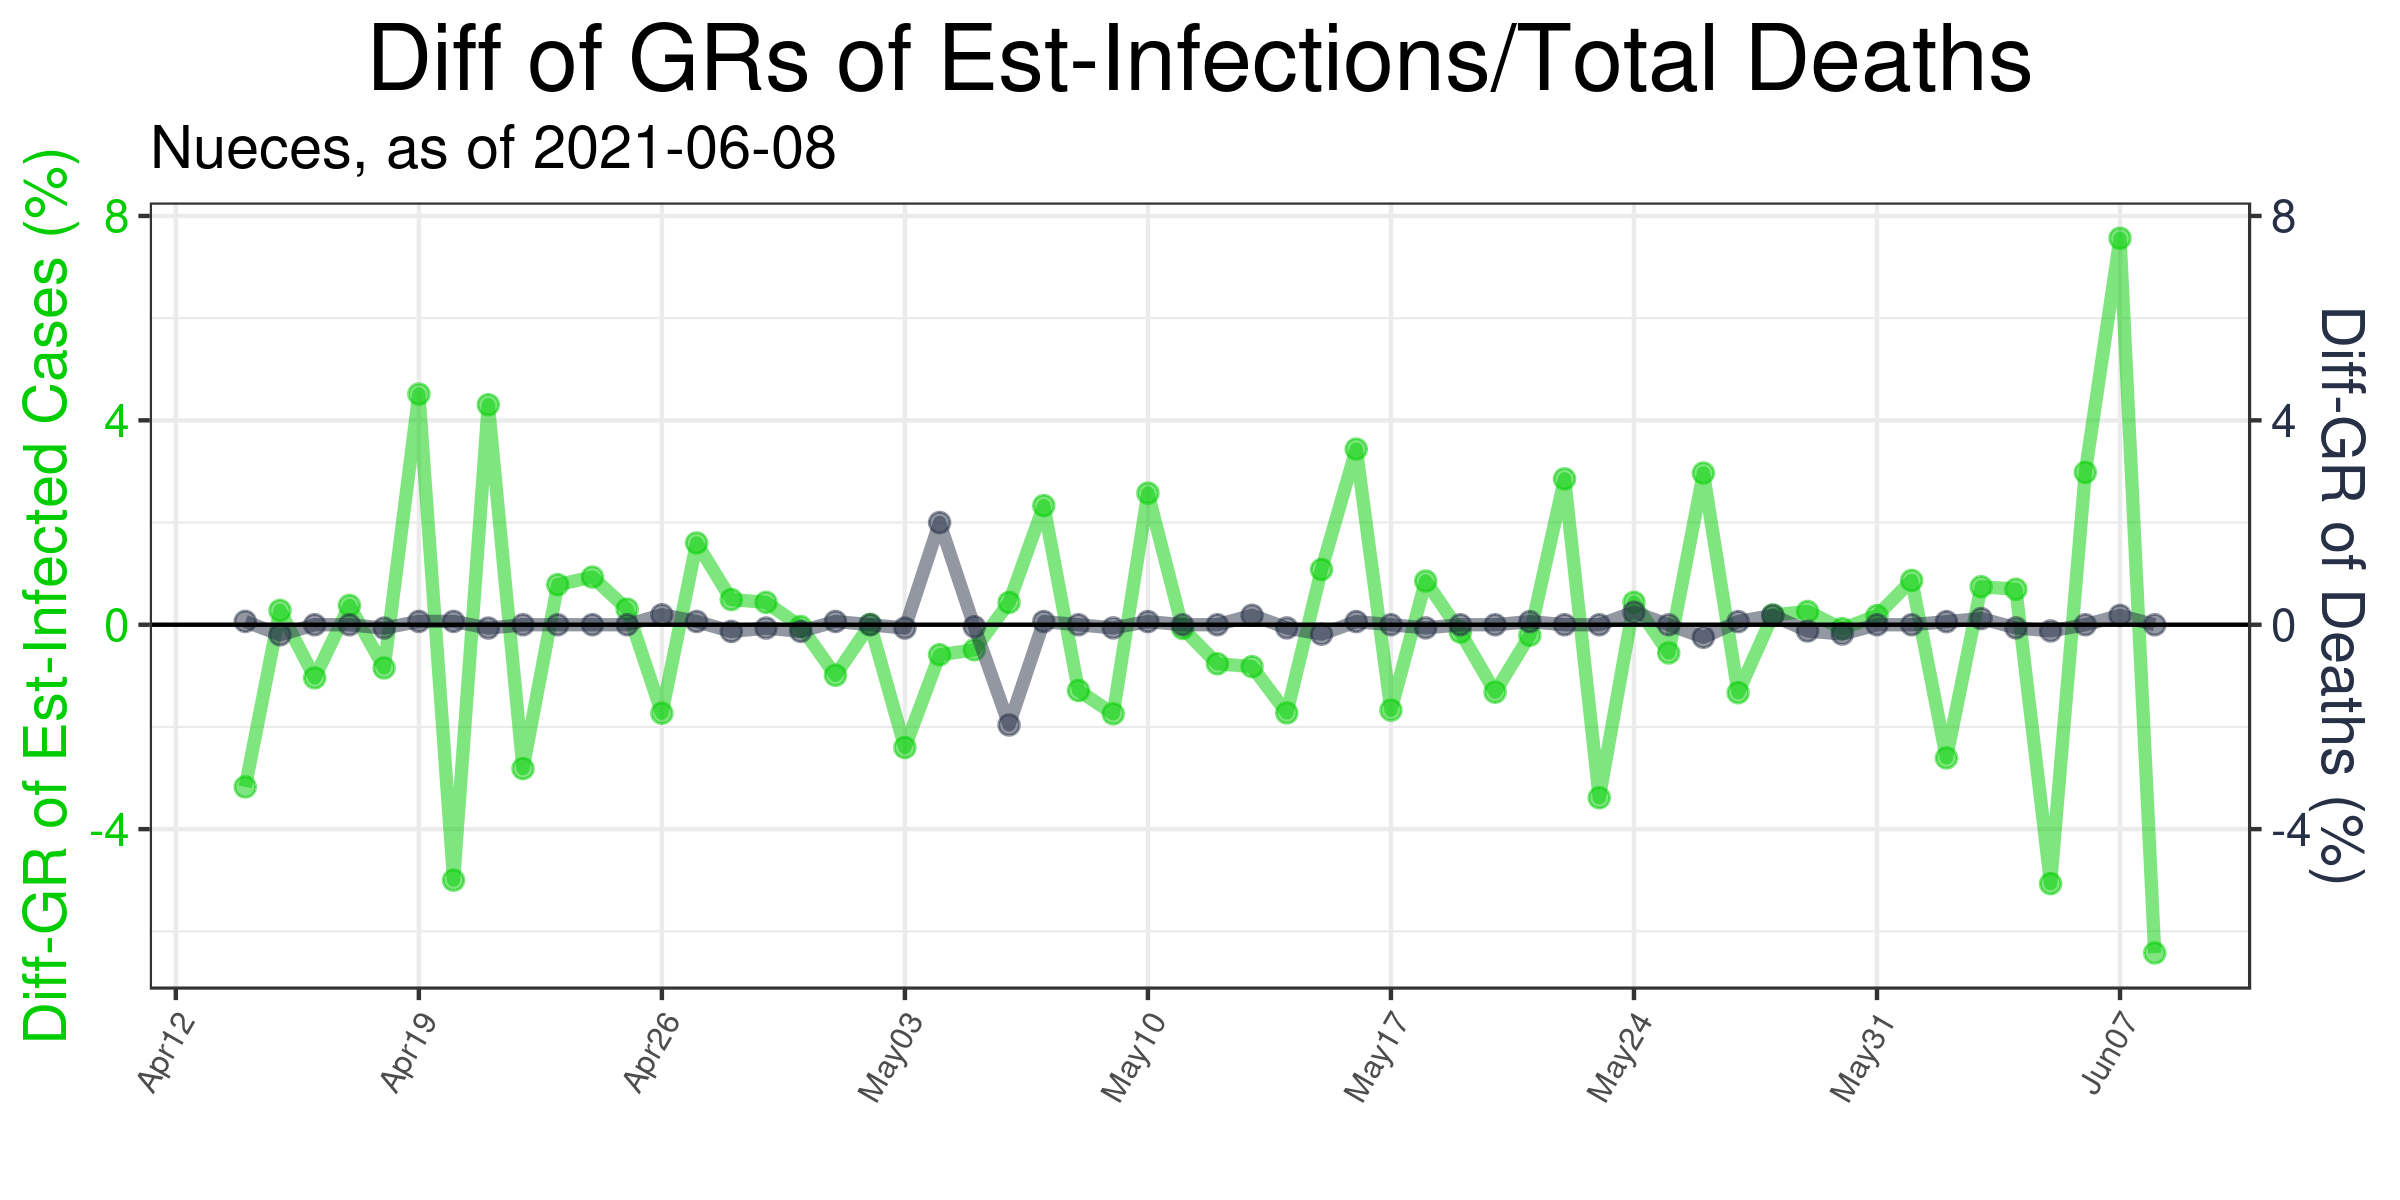 Diff of GRs of Est-Infections/Total Deaths
Nueces, as of 2021-06-08
Diff-GR of Est-Infected Cases (%)
8
4
0
-4
8
4
0
-4
Diff-GR of Deaths (%)
Apr12
Apr19
Apr26
May03
May10
May17
May24
May31
Jun07